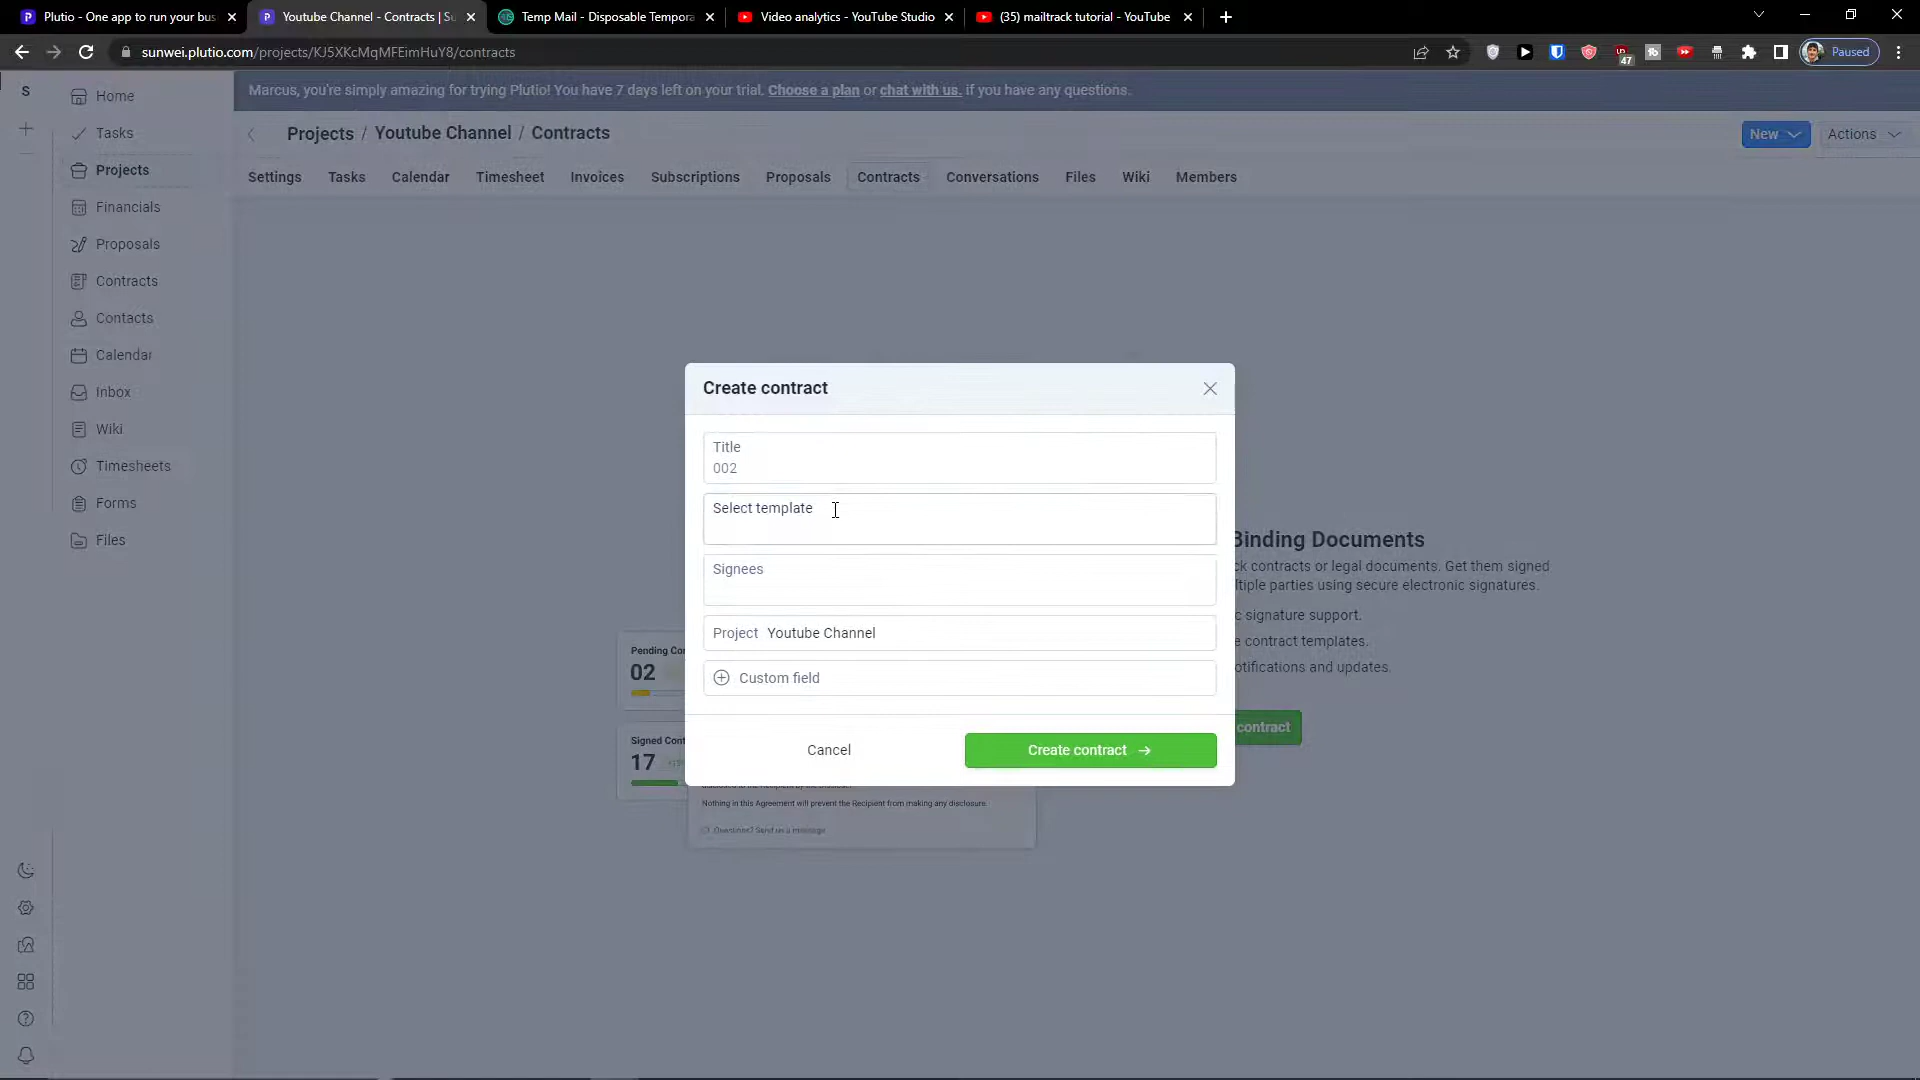 Plutio - One app to run your bus
Youtube Channel - Contracts | Su
Temp Mail - Disposable Tempora
Video analytics - YouTube Studio
(35) mailtrack tutorial - YouTube
sunwei.plutio.com/projects/KJ5XKcMqMFEimHuY8/contracts
47
Paused
S
Home
Tasks
Projects
Financials
Proposals
Contracts
Contacts
Calendar
Inbox
Wiki
Timesheets
Forms
Files
Marcus, you're simply amazing for trying Plutio! You have 7 days left on your trial. Choose a plan or chat with us. if you have any questions.
Projects / Youtube Channel / Contracts
New
Actions
Settings Tasks Calendar Timesheet Invoices Subscriptions Proposals Contracts Conversations Files Wiki Members
Create contract
Title
002
Select template
Signees
Project Youtube Channel
Custom field
Cancel
Create contract
Binding Documents
ck contracts or legal documents. Get them signed
ltiple parties using secure electronic signatures.
c signature support.
e contract templates.
otifications and updates.
contract
Pending Con
02
Signed Cont
17
Nothing in this Agreement will prevent the Recipient from making any disclosure.
Questions? Send us a message